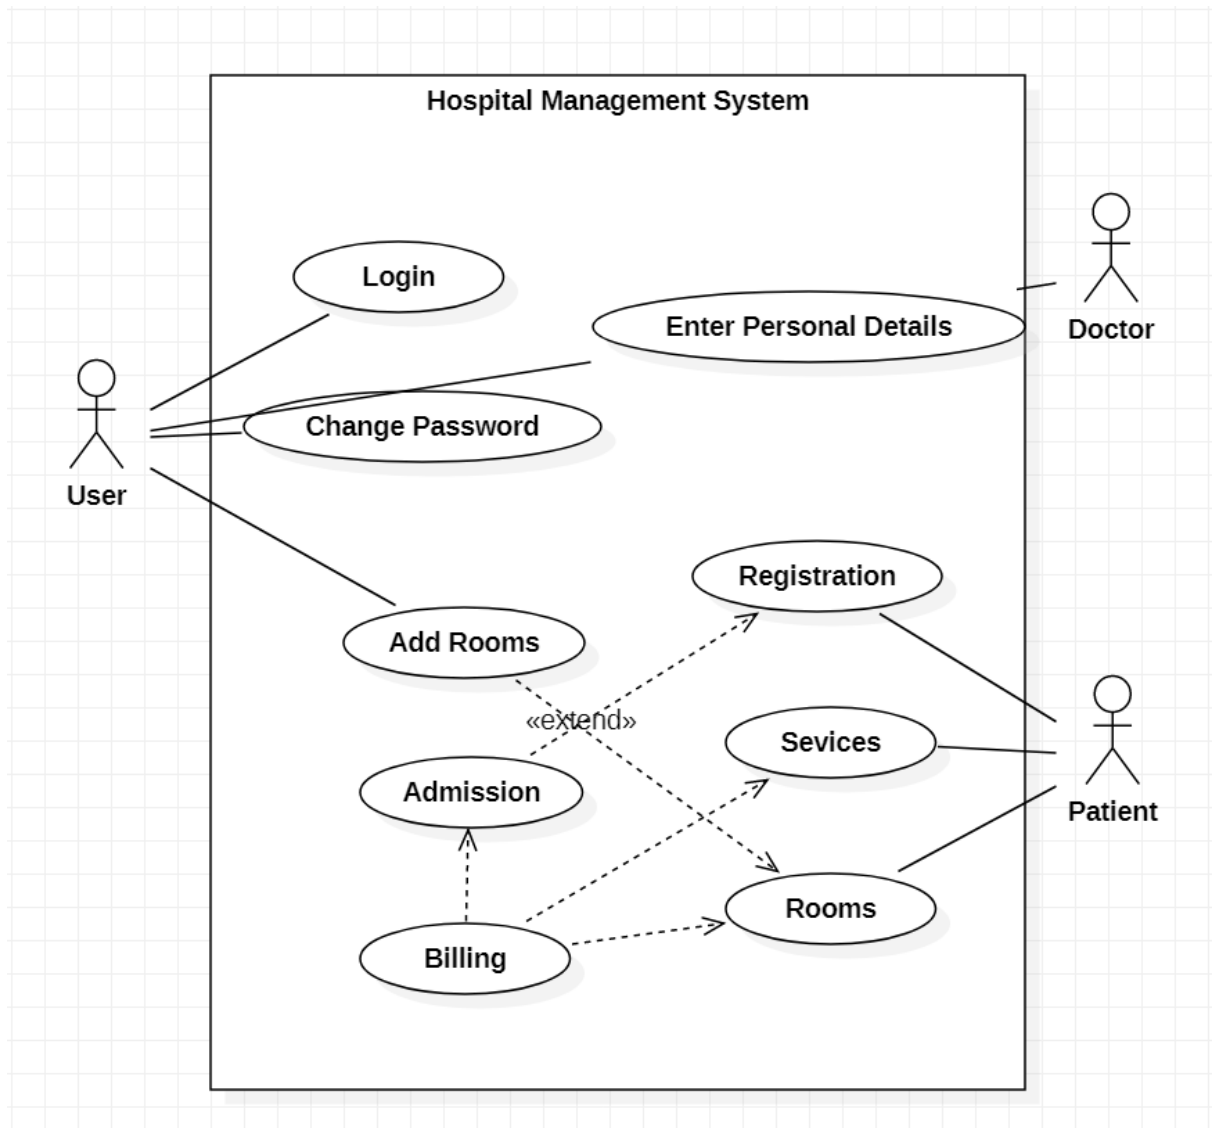 Hospital Management System
Login
Enter Personal Details
Doctor
Change Password
User
Registration
Add Rooms
«extend»
Sevices
Admission
Patient
Rooms
Billing